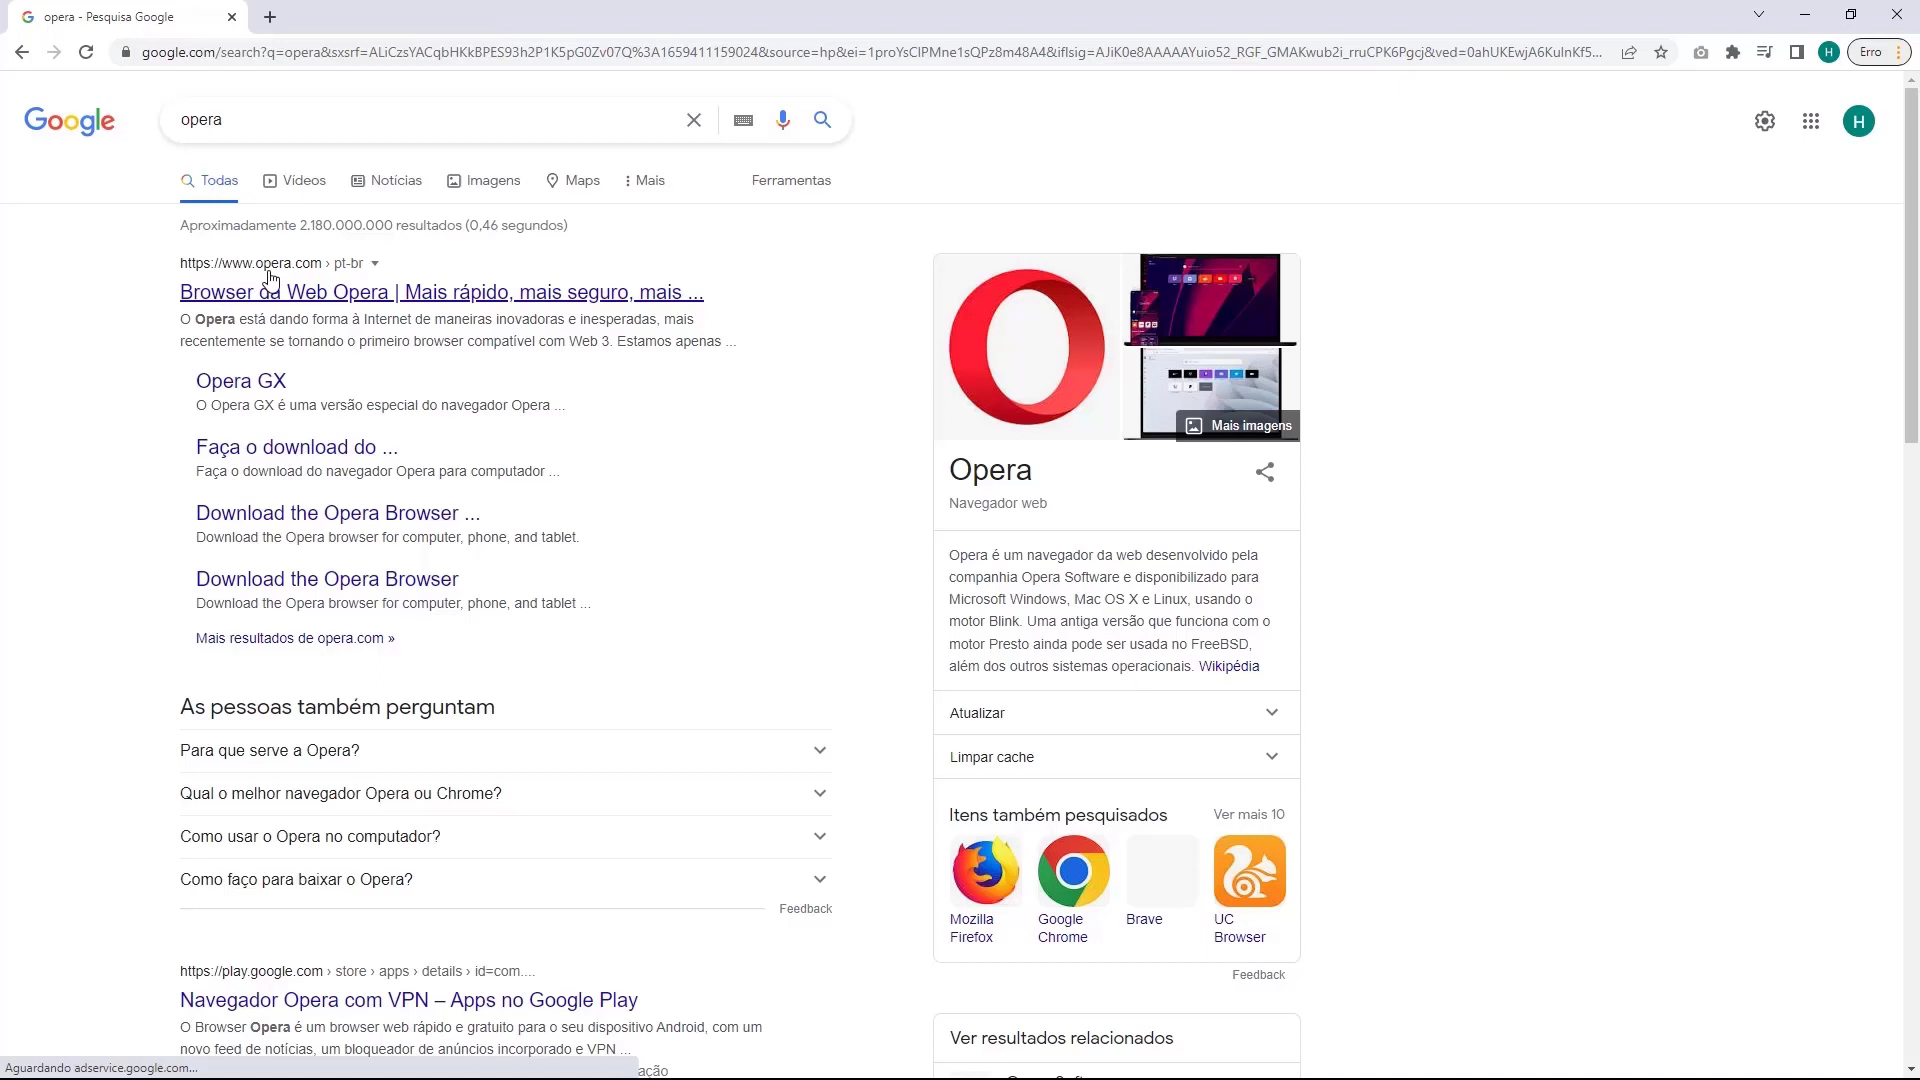 opera - Pesquisa Google
google.com/search?q=opera&sxsrf=ALiCzsYACqbHKkBPES93h2P1K5pG0Zv07Q%3A1659411159024&source=hp&ei=1proYsClPMne1sQPz8m48A4&iflsig=AJiK0e8AAAAAYuio52_RGF_GMAKwub2i_rruCPK6Pgcj&ved=0ahUKEwjA6KulnKf5...
H
Erro
Google
opera
H
Todas
Vídeos
Notícias
Imagens
Maps
Mais
Ferramentas
Aproximadamente 2.180.000.000 resultados (0,46 segundos)
https://www.opera.com › pt-br
Browser da Web Opera | Mais rápido, mais seguro, mais ...
O Opera está dando forma à Internet de maneiras inovadoras e inesperadas, mais
recentemente se tornando o primeiro browser compatível com Web 3. Estamos apenas ...
Opera GX
O Opera GX é uma versão especial do navegador Opera ...
Faça o download do ...
Faça o download do navegador Opera para computador ...
Download the Opera Browser ...
Download the Opera browser for computer, phone, and tablet.
Download the Opera Browser
Download the Opera browser for computer, phone, and tablet ...
Mais resultados de opera.com »
As pessoas também perguntam
Para que serve a Opera?
Qual o melhor navegador Opera ou Chrome?
Como usar o Opera no computador?
Como faço para baixar o Opera?
Feedback
https://play.google.com › store › apps › details › id=com....
Navegador Opera com VPN – Apps no Google Play
O Browser Opera é um browser web rápido e gratuito para o seu dispositivo Android, com um
novo feed de notícias, um bloqueador de anúncios incorporado e VPN ...
ação
Aguardando adservice.google.com...
Mais imagens
Opera
Navegador web
Opera é um navegador da web desenvolvido pela
companhia Opera Software e disponibilizado para
Microsoft Windows, Mac OS X e Linux, usando o
motor Blink. Uma antiga versão que funciona com o
motor Presto ainda pode ser usada no FreeBSD,
além dos outros sistemas operacionais. Wikipédia
Atualizar
Limpar cache
Itens também pesquisados
Ver mais 10
Mozilla
Firefox
Google
Chrome
Brave
UC
Browser
Feedback
Ver resultados relacionados